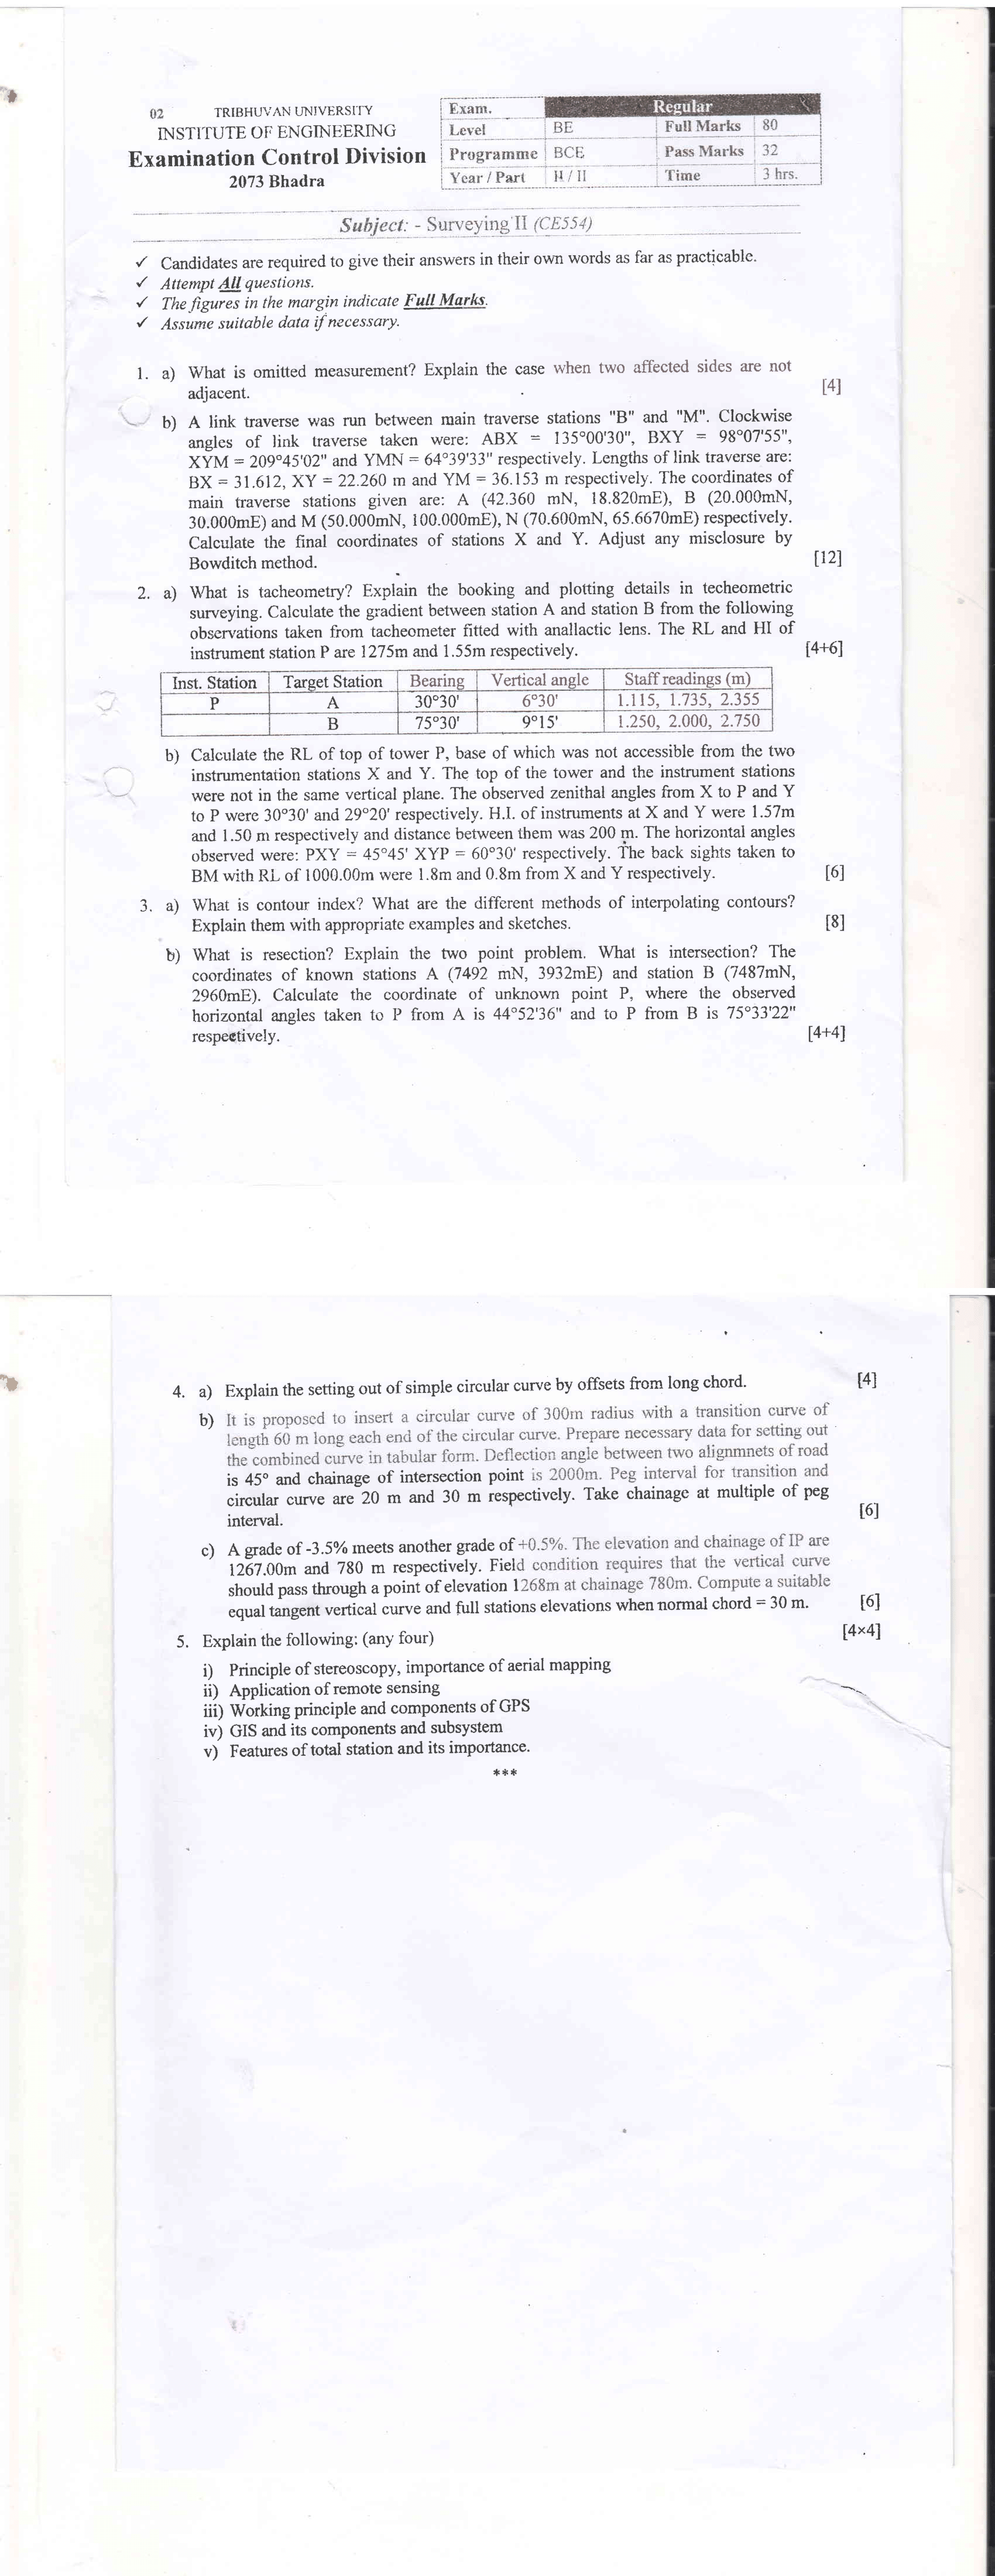 02 TRIBHUVAN UNIVERSITY
INSTITUTE OF ENGINEERING
Examination Control Division
2073 Bhadra
Exam. Regular
Level BE Full Marks 80
Programme BCE Pass Marks 32
Year / Part II / II Time 3 hrs.
Subject: - Surveying II (CE554)
✓ Candidates are required to give their answers in their own words as far as practicable.
✓ Attempt All questions.
✓ The figures in the margin indicate Full Marks.
✓ Assume suitable data if necessary.
1. a) What is omitted measurement? Explain the case when two affected sides are not
adjacent. [4]
b) A link traverse was run between main traverse stations "B" and "M". Clockwise
angles of link traverse taken were: ABX = 135°00'30", BXY = 98°07'55",
XYM = 209°45'02" and YMN = 64°39'33" respectively. Lengths of link traverse are:
BX = 31.612, XY = 22.260 m and YM = 36.153 m respectively. The coordinates of
main traverse stations given are: A (42.360 mN, 18.820mE), B (20.000mN,
30.000mE) and M (50.000mN, 100.000mE), N (70.600mN, 65.6670mE) respectively.
Calculate the final coordinates of stations X and Y. Adjust any misclosure by
Bowditch method. [12]
2. a) What is tacheometry? Explain the booking and plotting details in techeometric
surveying. Calculate the gradient between station A and station B from the following
observations taken from tacheometer fitted with anallactic lens. The RL and HI of
instrument station P are 1275m and 1.55m respectively. [4+6]
Inst. Station Target Station Bearing Vertical angle Staff readings (m)
P A 30°30' 6°30' 1.115, 1.735, 2.355
B 75°30' 9°15' 1.250, 2.000, 2.750
b) Calculate the RL of top of tower P, base of which was not accessible from the two
instrumentation stations X and Y. The top of the tower and the instrument stations
were not in the same vertical plane. The observed zenithal angles from X to P and Y
to P were 30°30' and 29°20' respectively. H.I. of instruments at X and Y were 1.57m
and 1.50 m respectively and distance between them was 200 m. The horizontal angles
observed were: PXY = 45°45' XYP = 60°30' respectively. The back sights taken to
BM with RL of 1000.00m were 1.8m and 0.8m from X and Y respectively. [6]
3. a) What is contour index? What are the different methods of interpolating contours?
Explain them with appropriate examples and sketches. [8]
b) What is resection? Explain the two point problem. What is intersection? The
coordinates of known stations A (7492 mN, 3932mE) and station B (7487mN,
2960mE). Calculate the coordinate of unknown point P, where the observed
horizontal angles taken to P from A is 44°52'36" and to P from B is 75°33'22"
respectively. [4+4]
4. a) Explain the setting out of simple circular curve by offsets from long chord. [4]
b) It is proposed to insert a circular curve of 300m radius with a transition curve of
length 60 m long each end of the circular curve. Prepare necessary data for setting out
the combined curve in tabular form. Deflection angle between two alignmnets of road
is 45° and chainage of intersection point is 2000m. Peg interval for transition and
circular curve are 20 m and 30 m respectively. Take chainage at multiple of peg
interval. [6]
c) A grade of -3.5% meets another grade of +0.5%. The elevation and chainage of IP are
1267.00m and 780 m respectively. Field condition requires that the vertical curve
should pass through a point of elevation 1268m at chainage 780m. Compute a suitable
equal tangent vertical curve and full stations elevations when normal chord = 30 m. [6]
5. Explain the following: (any four) [4×4]
i) Principle of stereoscopy, importance of aerial mapping
ii) Application of remote sensing
iii) Working principle and components of GPS
iv) GIS and its components and subsystem
v) Features of total station and its importance.
***